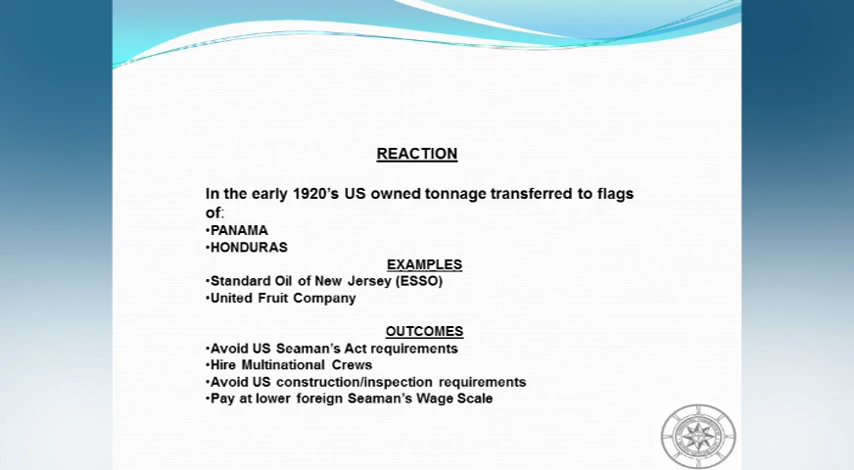 REACTION
In the early 1920's US owned tonnage transferred to flags
of:
•PANAMA
•HONDURAS
EXAMPLES
•Standard Oil of New Jersey (ESSO)
•United Fruit Company
OUTCOMES
•Avoid US Seaman's Act requirements
•Hire Multinational Crews
•Avoid US construction/inspection requirements
•Pay at lower foreign Seaman's Wage Scale